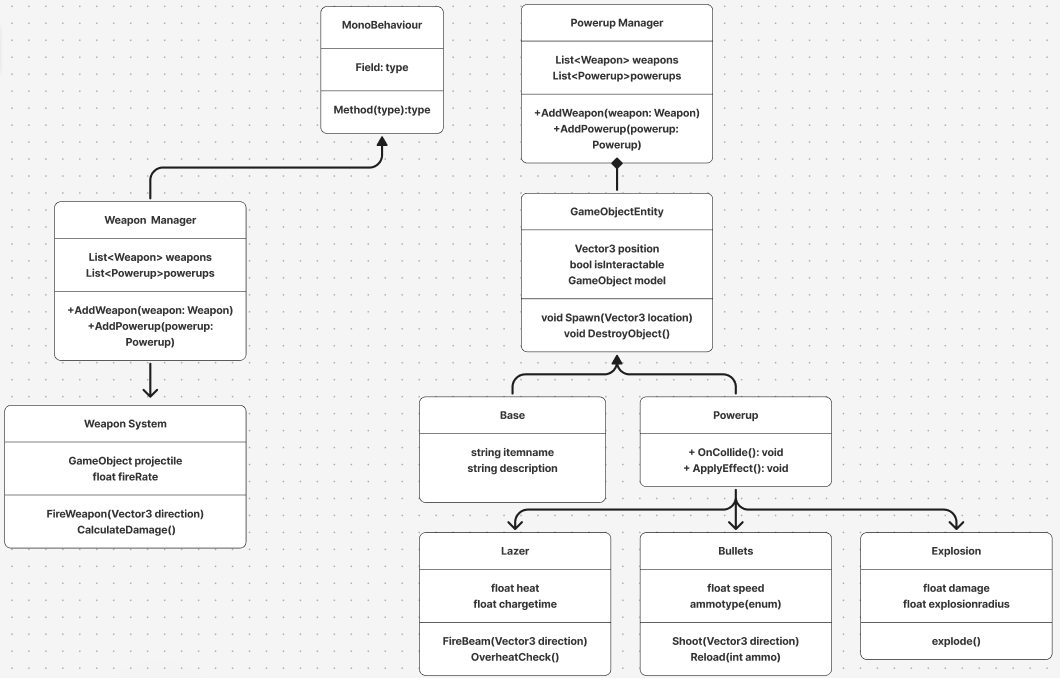 MonoBehaviour
Field: type
Method(type):type
Powerup Manager
List<Weapon> weapons
List<Powerup>powerups
+AddWeapon(weapon: Weapon)
+AddPowerup(powerup:
Powerup)
Weapon Manager
List<Weapon> weapons
List<Powerup>powerups
+AddWeapon(weapon: Weapon)
+AddPowerup(powerup:
Powerup)
GameObjectEntity
Vector3 position
bool isInteractable
GameObject model
void Spawn(Vector3 location)
void DestroyObject()
Weapon System
GameObject projectile
float fireRate
FireWeapon(Vector3 direction)
CalculateDamage()
Base
string itemname
string description
Powerup
+ OnCollide(): void
+ ApplyEffect(): void
Lazer
float heat
float chargetime
FireBeam(Vector3 direction)
OverheatCheck()
Bullets
float speed
ammotype(enum)
Shoot(Vector3 direction)
Reload(int ammo)
Explosion
float damage
float explosionradius
explode()